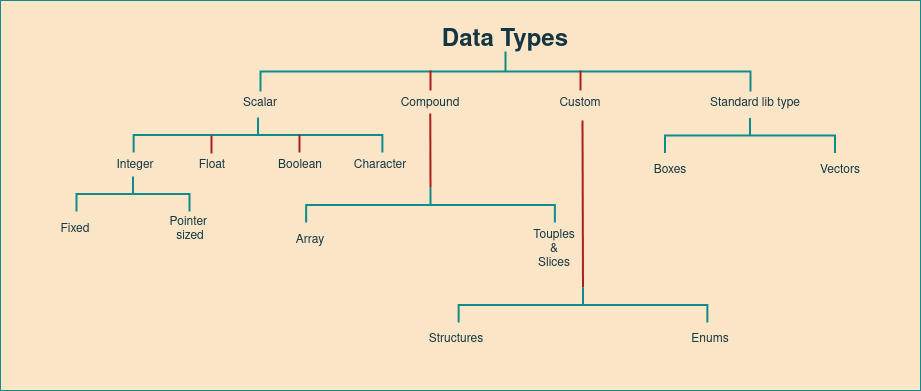 Data Types
Scalar
Compound
Custom
Standard lib type
Integer
Float
Boolean
Character
Boxes
Vectors
Fixed
Pointer
sized
Array
Touples
&
Slices
Structures
Enums